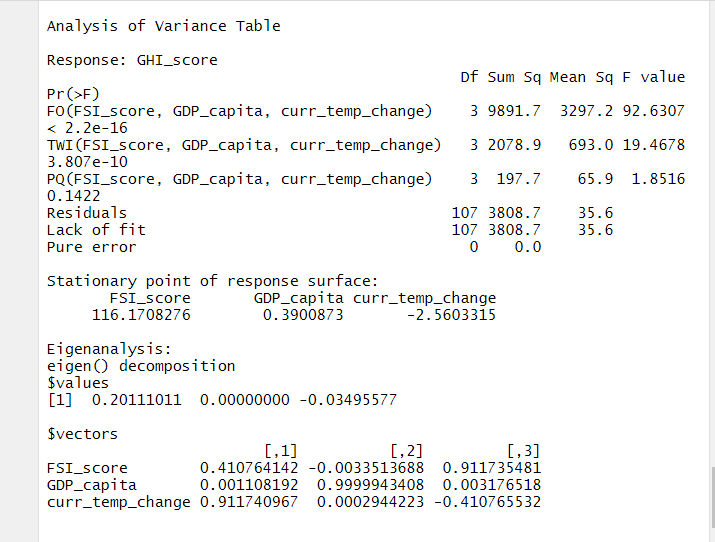 Analysis of Variance Table
Response: GHI_score
Df Sum Sq Mean Sq F value
Pr(>F)
FO(FSI_score, GDP_capita, curr_temp_change) 3 9891.7 3297.2 92.6307
< 2.2e-16
TWI(FSI_score, GDP_capita, curr_temp_change) 3 2078.9 693.0 19.4678
3.807e-10
PQ(FSI_score, GDP_capita, curr_temp_change) 3 197.7 65.9 1.8516
0.1422
Residuals 107 3808.7 35.6
Lack of fit 107 3808.7 35.6
Pure error 0 0.0
Stationary point of response surface:
FSI_score GDP_capita curr_temp_change
116.1708276 0.3900873 -2.5603315
Eigenanalysis:
eigen() decomposition
$values
[1] 0.20111011 0.00000000 -0.03495577
$vectors
[,1] [,2] [,3]
FSI_score 0.410764142 -0.0033513688 0.911735481
GDP_capita 0.001108192 0.9999943408 0.003176518
curr_temp_change 0.911740967 0.0002944223 -0.410765532